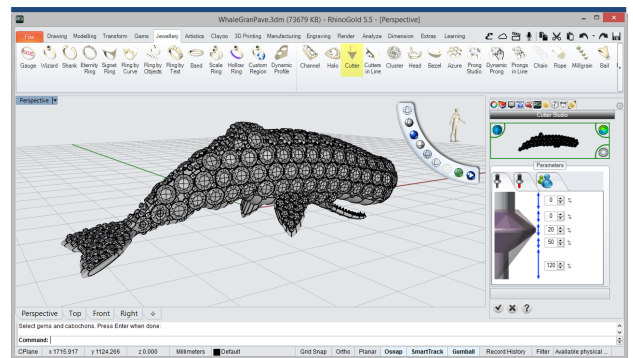 WhaleGranPave.3dm (73679 KB) - RhinoGold 5.5 - [Perspective]
File Drawing Modelling Transform Gems Jewellery Artistics Clayoo 3D Printing Manufacturing Engraving Render Analyze Dimension Extras Learning
Gauge Wizard Shank Eternity Ring Signet Ring Ring by Curve Ring by Objects Ring by Text Band Scale Ring Hollow Ring Custom Region Dynamic Profile Channel Halo Cutter Cutters in Line Cluster Head Bezel Azure Prong Studio Dynamic Prong Prongs in Line Chain Rope Millgrain Bail
Perspective
Cutter Studio
Parameters
0 %
0 %
20 %
50 %
120 %
Perspective Top Front Right
Select gems and cabochons. Press Enter when done:
Command:
CPlane x 1715.917 y 1124.266 z 0.000 Millimeters Default Grid Snap Ortho Planar Osnap SmartTrack Gumball Record History Filter Available physical ...